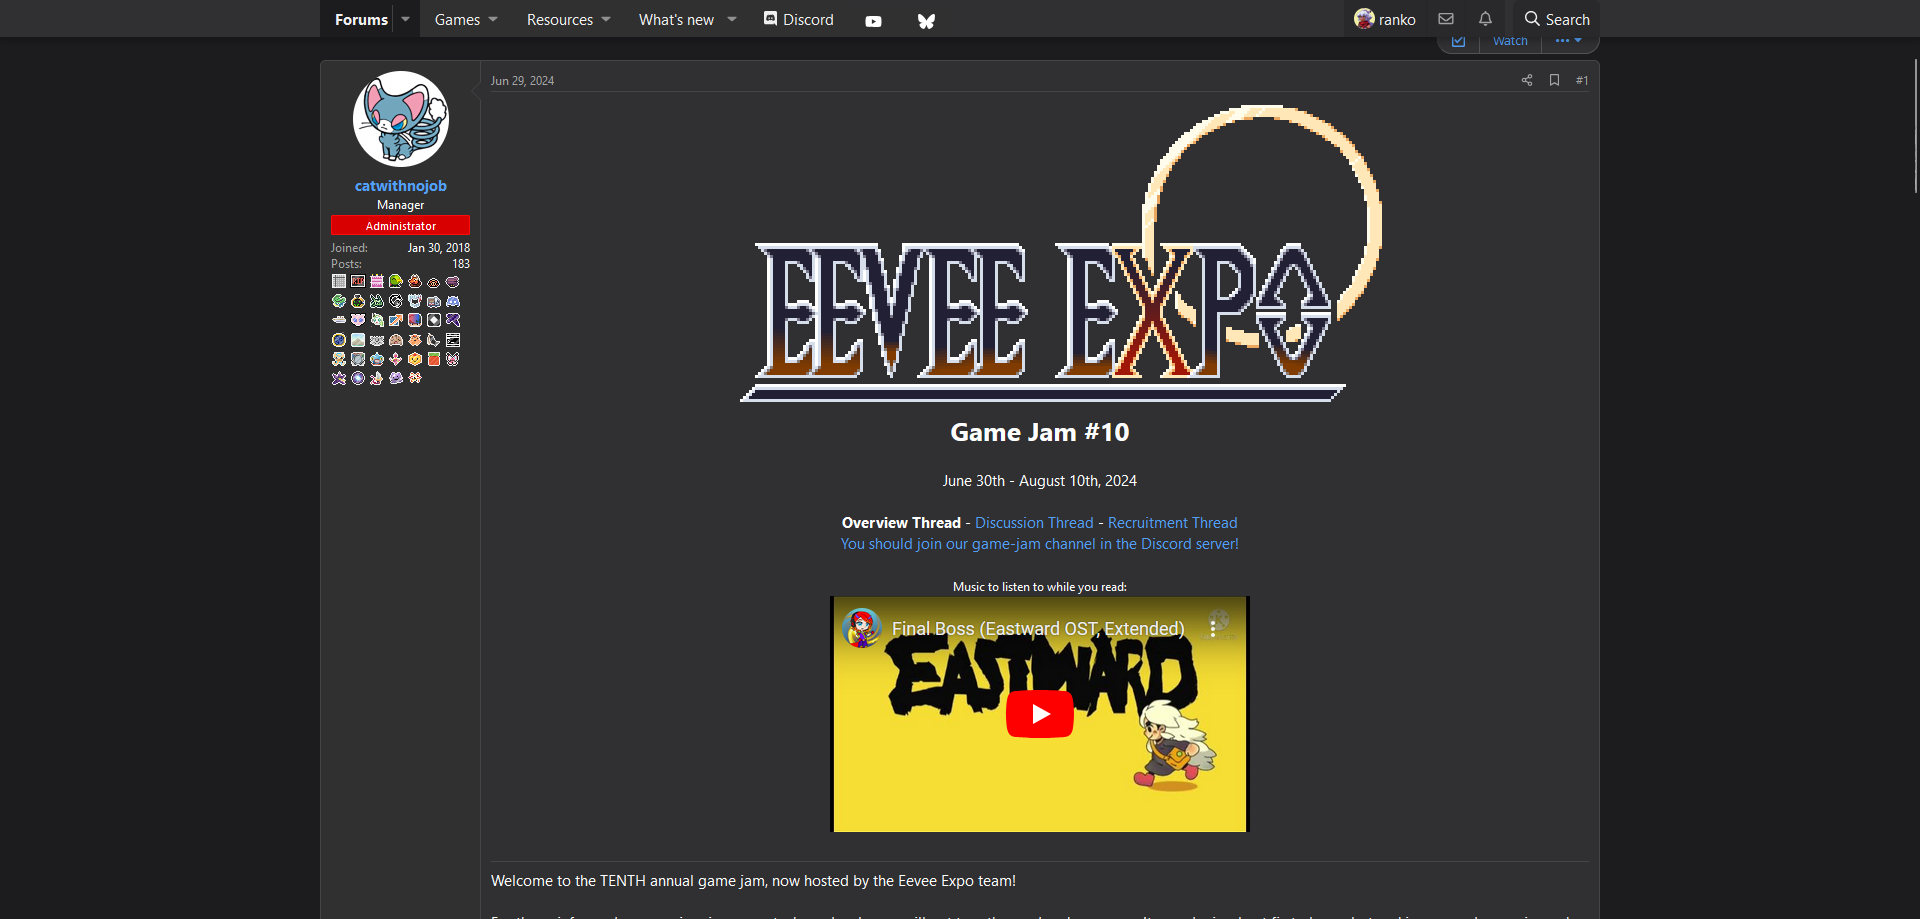 Forums
Games
Resources
What's new
Discord
ranko
Search
Watch
catwithnojob
Manager
Administrator
Joined: Jan 30, 2018
Posts: 183
Jun 29, 2024
#1
EEVEE EXPO
Game Jam #10
June 30th - August 10th, 2024
Overview Thread - Discussion Thread - Recruitment Thread
You should join our game-jam channel in the Discord server!
Music to listen to while you read:
Final Boss (Eastward OST, Extended)
EASTWARD
Welcome to the TENTH annual game jam, now hosted by the Eevee Expo team!